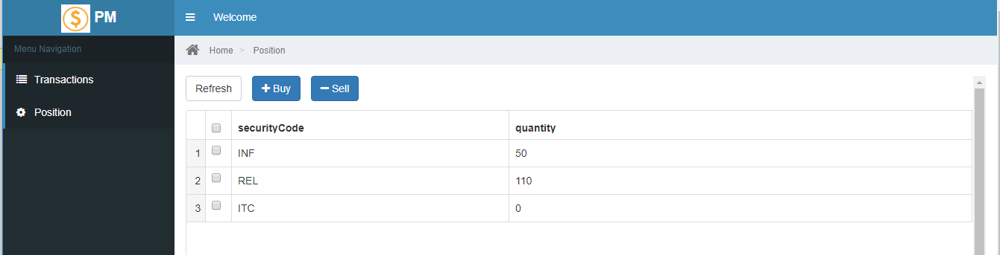 $ PM
Welcome
Menu Navigation
Home > Position
Transactions
Position
Refresh
+ Buy
− Sell
securityCode quantity
1 INF 50
2 REL 110
3 ITC 0